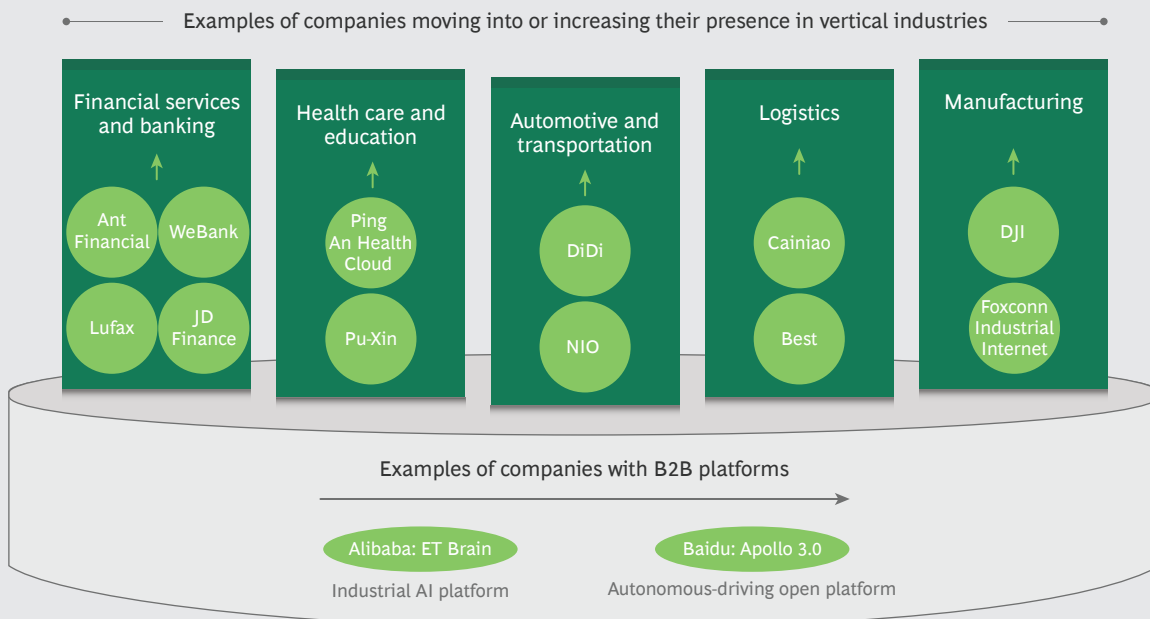 Examples of companies moving into or increasing their presence in vertical industries
Financial services
and banking
Ant
Financial
WeBank
Lufax
JD
Finance
Health care and
education
Ping
An Health
Cloud
Pu-Xin
Automotive and
transportation
DiDi
NIO
Logistics
Cainiao
Best
Manufacturing
DJI
Foxconn
Industrial
Internet
Examples of companies with B2B platforms
Alibaba: ET Brain
Industrial AI platform
Baidu: Apollo 3.0
Autonomous-driving open platform